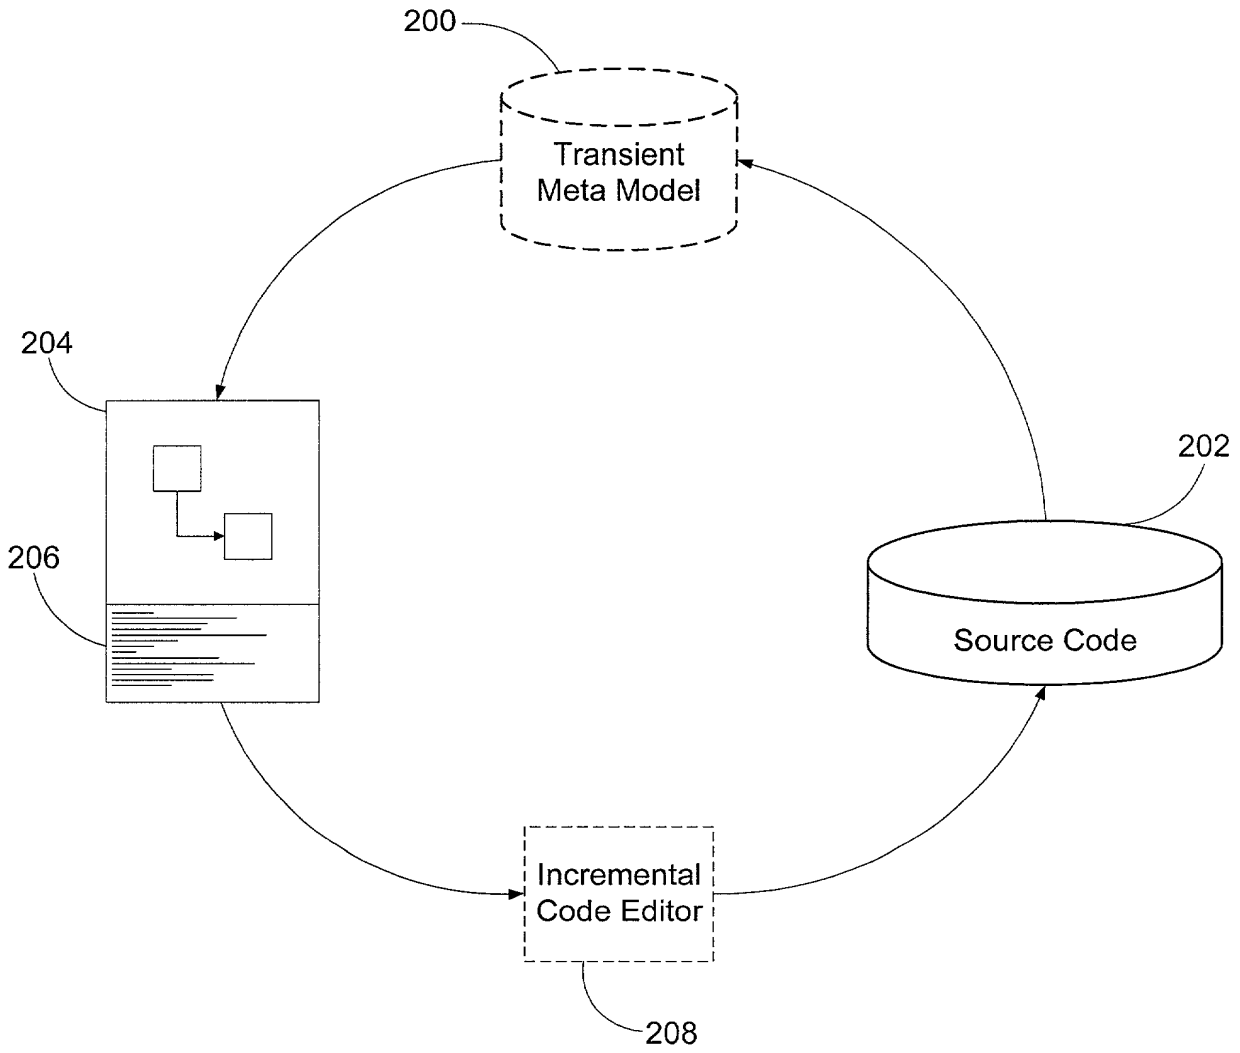 200
Transient
Meta Model
204
202
206
Source Code
Incremental
Code Editor
208